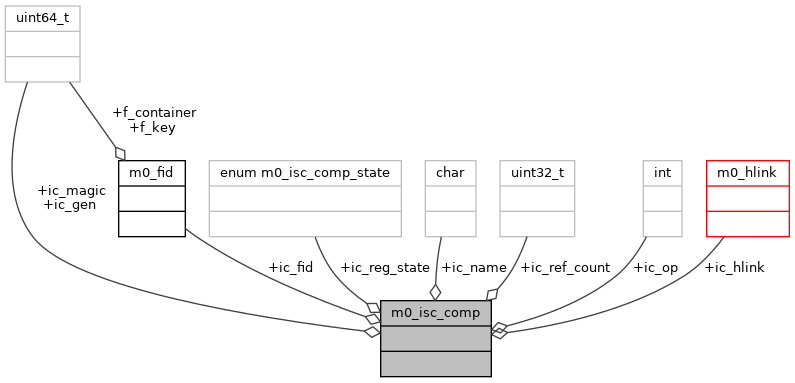 uint64_t
+f_container
+f_key
m0_fid
enum m0_isc_comp_state
char
uint32_t
int
m0_hlink
+ic_magic
+ic_gen
+ic_fid
+ic_reg_state
+ic_name
+ic_ref_count
+ic_op
+ic_hlink
m0_isc_comp